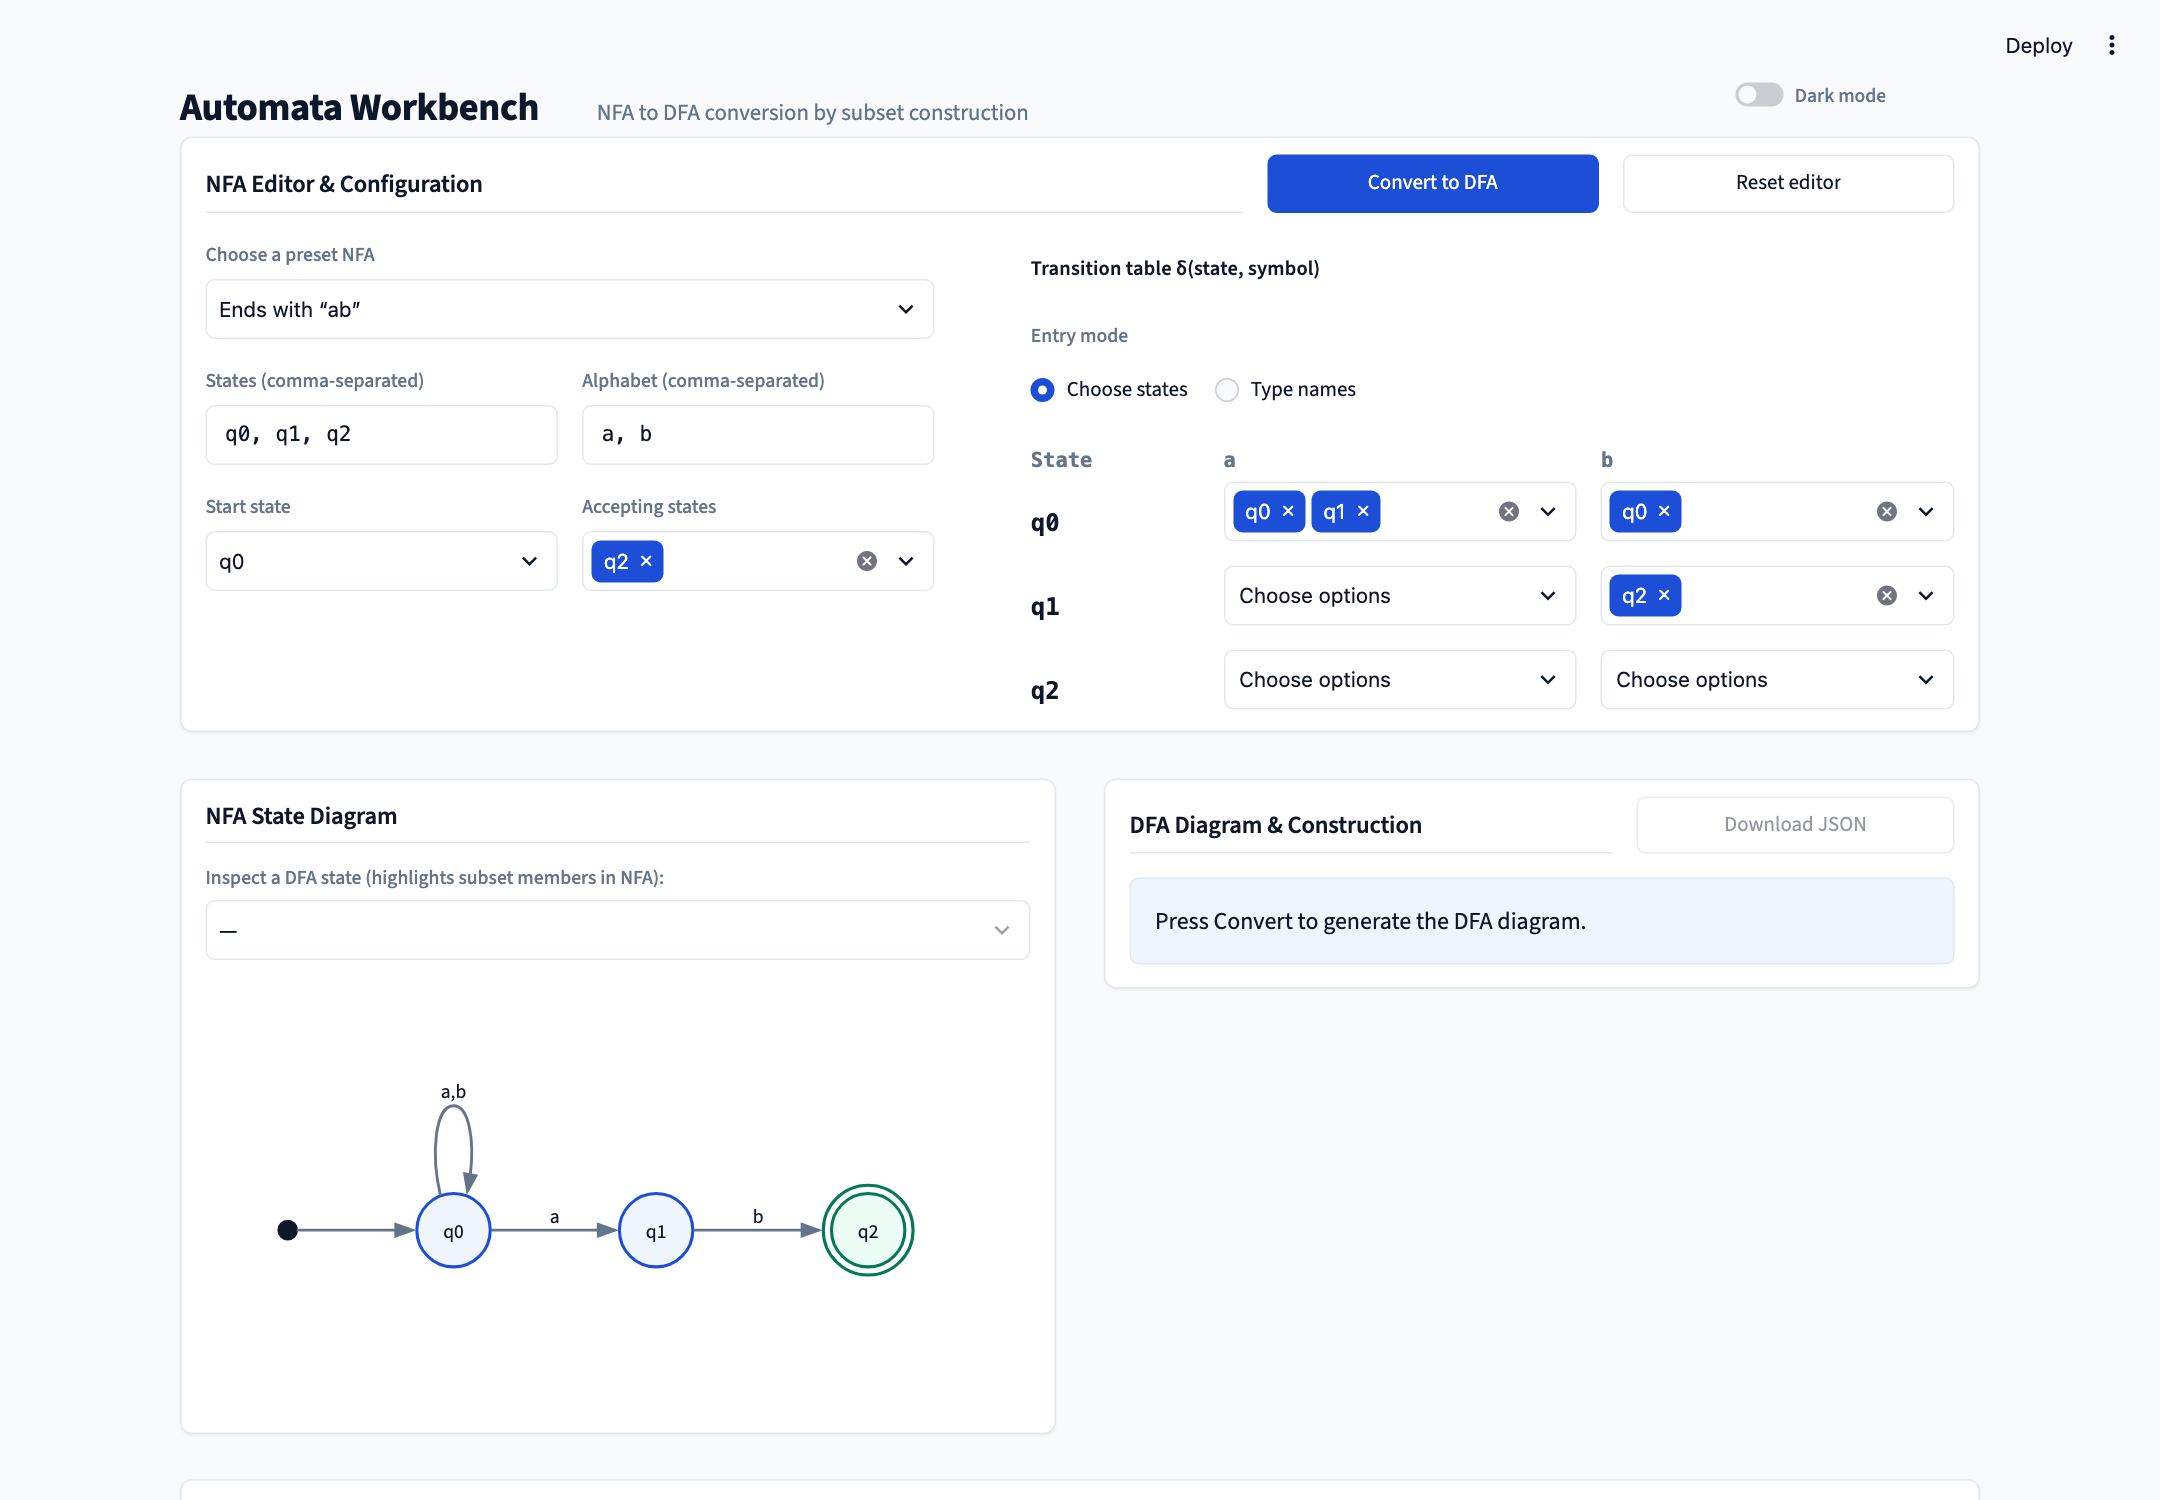 Deploy
Automata Workbench
NFA to DFA conversion by subset construction
Dark mode
NFA Editor & Configuration
Convert to DFA
Reset editor
Choose a preset NFA
Ends with “ab”
States (comma-separated)
Alphabet (comma-separated)
q0, q1, q2
a, b
Start state
Accepting states
q0
q2 ×
Transition table δ(state, symbol)
Entry mode
Choose states
Type names
State a b
q0 q0 × q1 × q0 ×
q1 Choose options q2 ×
q2 Choose options Choose options
NFA State Diagram
Inspect a DFA state (highlights subset members in NFA):
—
a,b
q0
a
q1
b
q2
DFA Diagram & Construction
Download JSON
Press Convert to generate the DFA diagram.